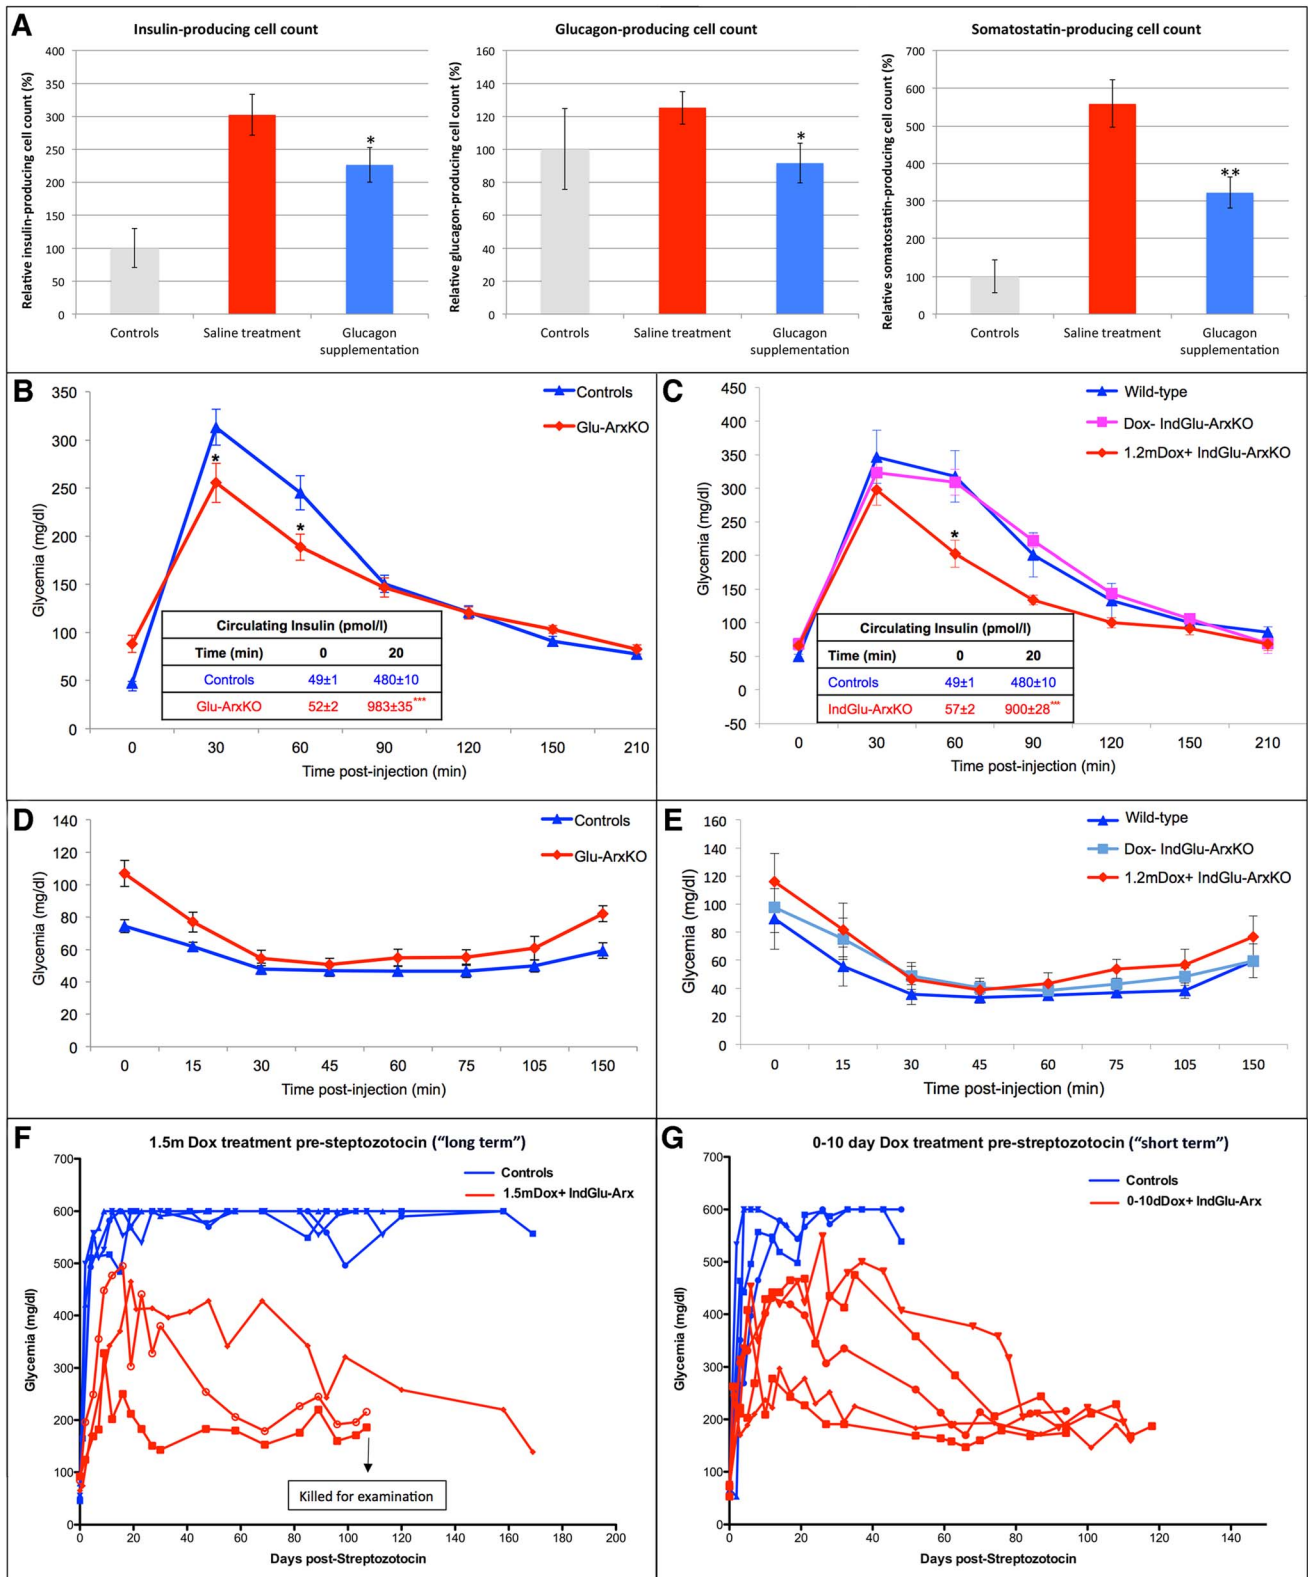 A
Insulin-producing cell count
Relative insulin-producing cell count (%)
400
350
300
250
200
150
100
50
0
*
Controls
Saline treatment
Glucagon
supplementation
Glucagon-producing cell count
Relative glucagon-producing cell count (%)
160
140
120
100
80
60
40
20
0
*
Controls
Saline treatment
Glucagon
supplementation
Somatostatin-producing cell count
Relative somatostatin-producing cell count (%)
700
600
500
400
300
200
100
0
**
Controls
Saline treatment
Glucagon
supplementation
B
Controls
Glu-ArxKO
Glycemia (mg/dl)
350
300
250
200
150
100
50
0
*
*
Circulating Insulin (pmol/l)
Time (min) 0 20
Controls 49±1 480±10
Glu-ArxKO 52±2 983±35***
0 30 60 90 120 150 210
Time post-injection (min)
C
Wild-type
Dox- IndGlu-ArxKO
1.2mDox+ IndGlu-ArxKO
Glycemia (mg/dl)
450
400
350
300
250
200
150
100
50
0
-50
*
Circulating Insulin (pmol/l)
Time (min) 0 20
Controls 49±1 480±10
IndGlu-ArxKO 57±2 900±28***
0 30 60 90 120 150 210
Time post-injection (min)
D
Controls
Glu-ArxKO
Glycemia (mg/dl)
140
120
100
80
60
40
20
0
0 15 30 45 60 75 105 150
Time post-injection (min)
E
Wild-type
Dox- IndGlu-ArxKO
1.2mDox+ IndGlu-ArxKO
Glycemia (mg/dl)
160
140
120
100
80
60
40
20
0
0 15 30 45 60 75 105 150
Time post-injection (min)
F
1.5m Dox treatment pre-steptozotocin ("long term")
Controls
1.5mDox+ IndGlu-Arx
Glycemia (mg/dl)
700
600
500
400
300
200
100
0
Killed for examination
0 20 40 60 80 100 120 140 160 180 200
Days post-Streptozotocin
G
0-10 day Dox treatment pre-streptozotocin ("short term")
Controls
0-10dDox+ IndGlu-Arx
Glycemia (mg/dl)
700
600
500
400
300
200
100
0
0 20 40 60 80 100 120 140
Days post-Streptozotocin